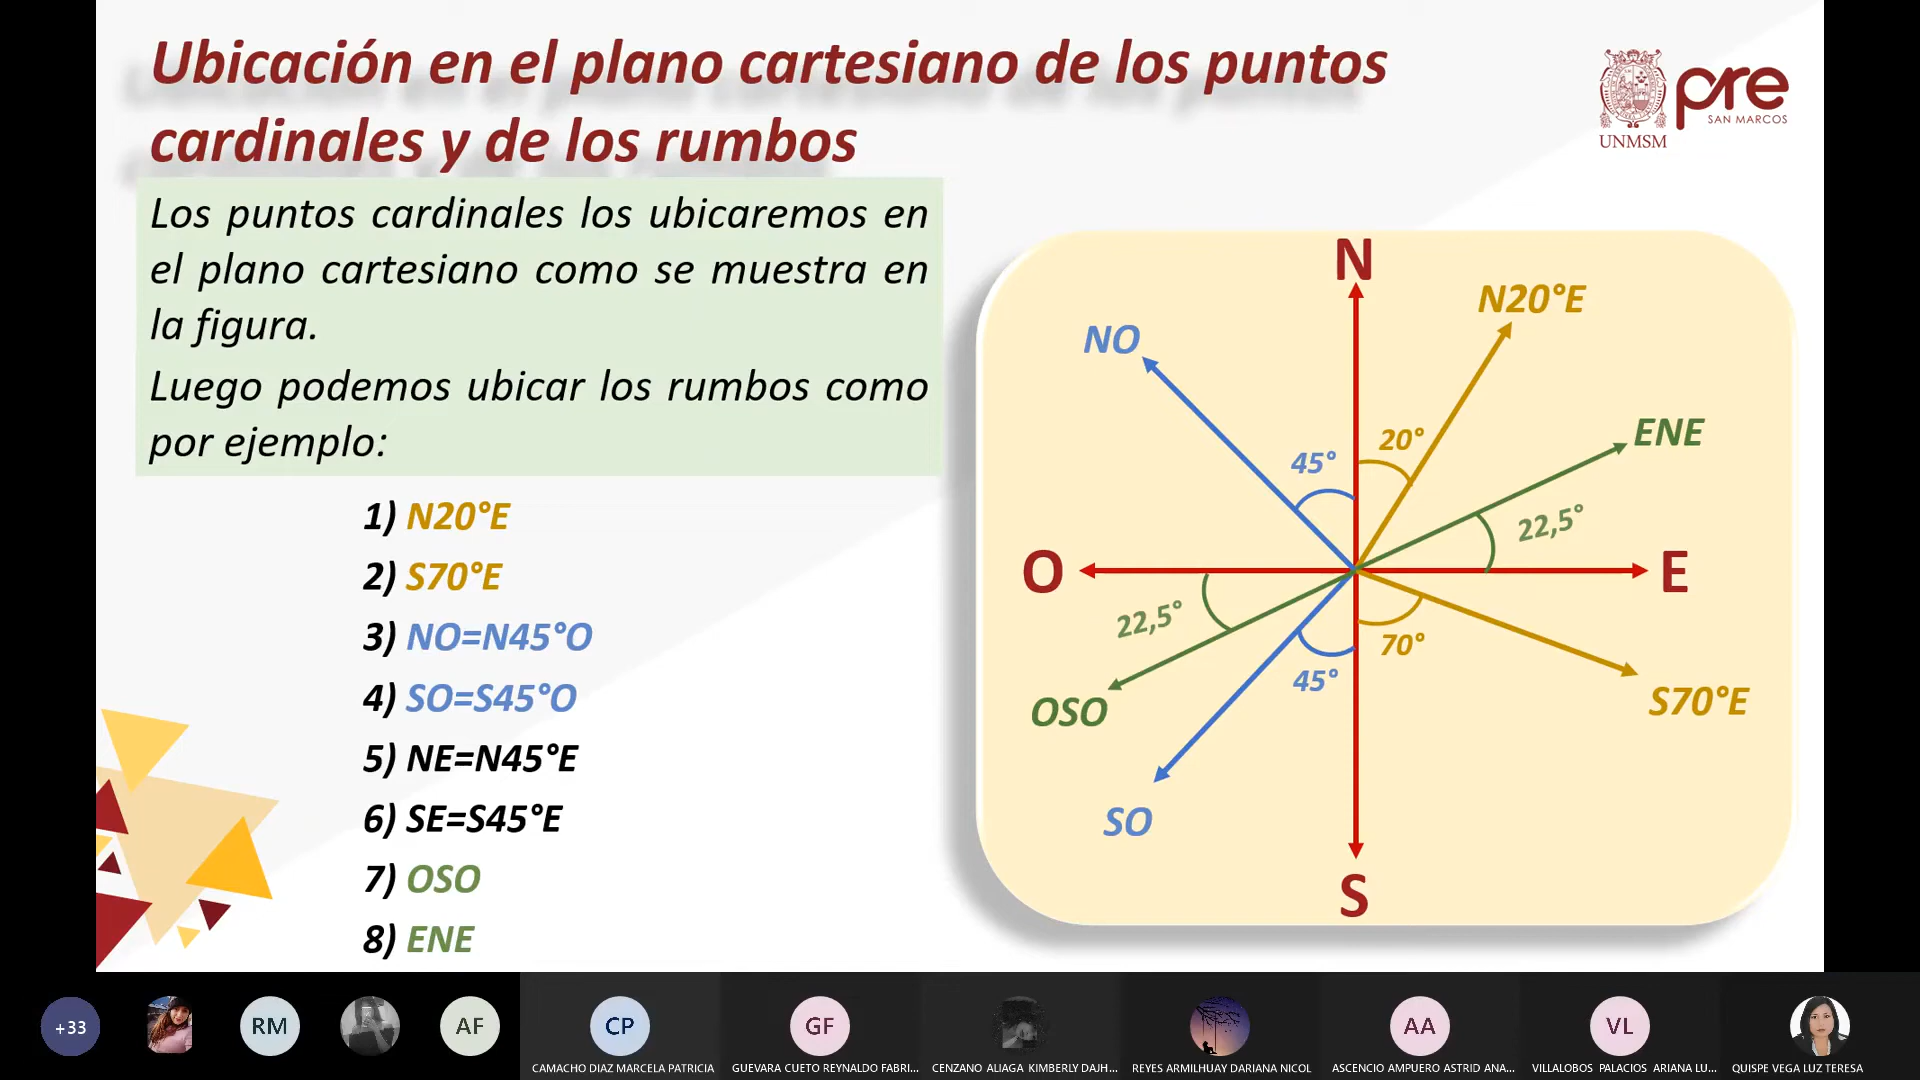 Ubicación en el plano cartesiano de los puntos
cardinales y de los rumbos
UNMSM
pre
SAN MARCOS
Los puntos cardinales los ubicaremos en
el plano cartesiano como se muestra en
la figura.
Luego podemos ubicar los rumbos como
por ejemplo:
1) N20°E
2) S70°E
3) NO=N45°O
4) SO=S45°O
5) NE=N45°E
6) SE=S45°E
7) OSO
8) ENE
N
N20°E
NO
ENE
20°
45°
22,5°
O
E
22,5°
70°
45°
S70°E
OSO
SO
S
+33
RM
AF
CP
GF
AA
VL
CAMACHO DIAZ MARCELA PATRICIA
GUEVARA CUETO REYNALDO FABRI...
CENZANO ALIAGA KIMBERLY DAJH...
REYES ARMILHUAY DARIANA NICOL
ASCENCIO AMPUERO ASTRID ANA...
VILLALOBOS PALACIOS ARIANA LU...
QUISPE VEGA LUZ TERESA